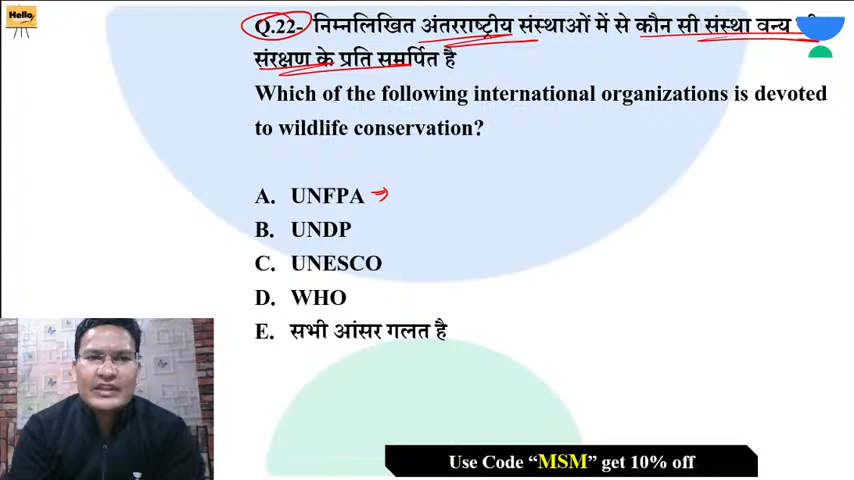 Hello
Q.22- निम्नलिखित अंतरराष्ट्रीय संस्थाओं में से कौन सी संस्था वन्य
संरक्षण के प्रति समर्पित है
Which of the following international organizations is devoted
to wildlife conservation?
A. UNFPA
B. UNDP
C. UNESCO
D. WHO
E. सभी आंसर गलत है
Use Code “MSM” get 10% off